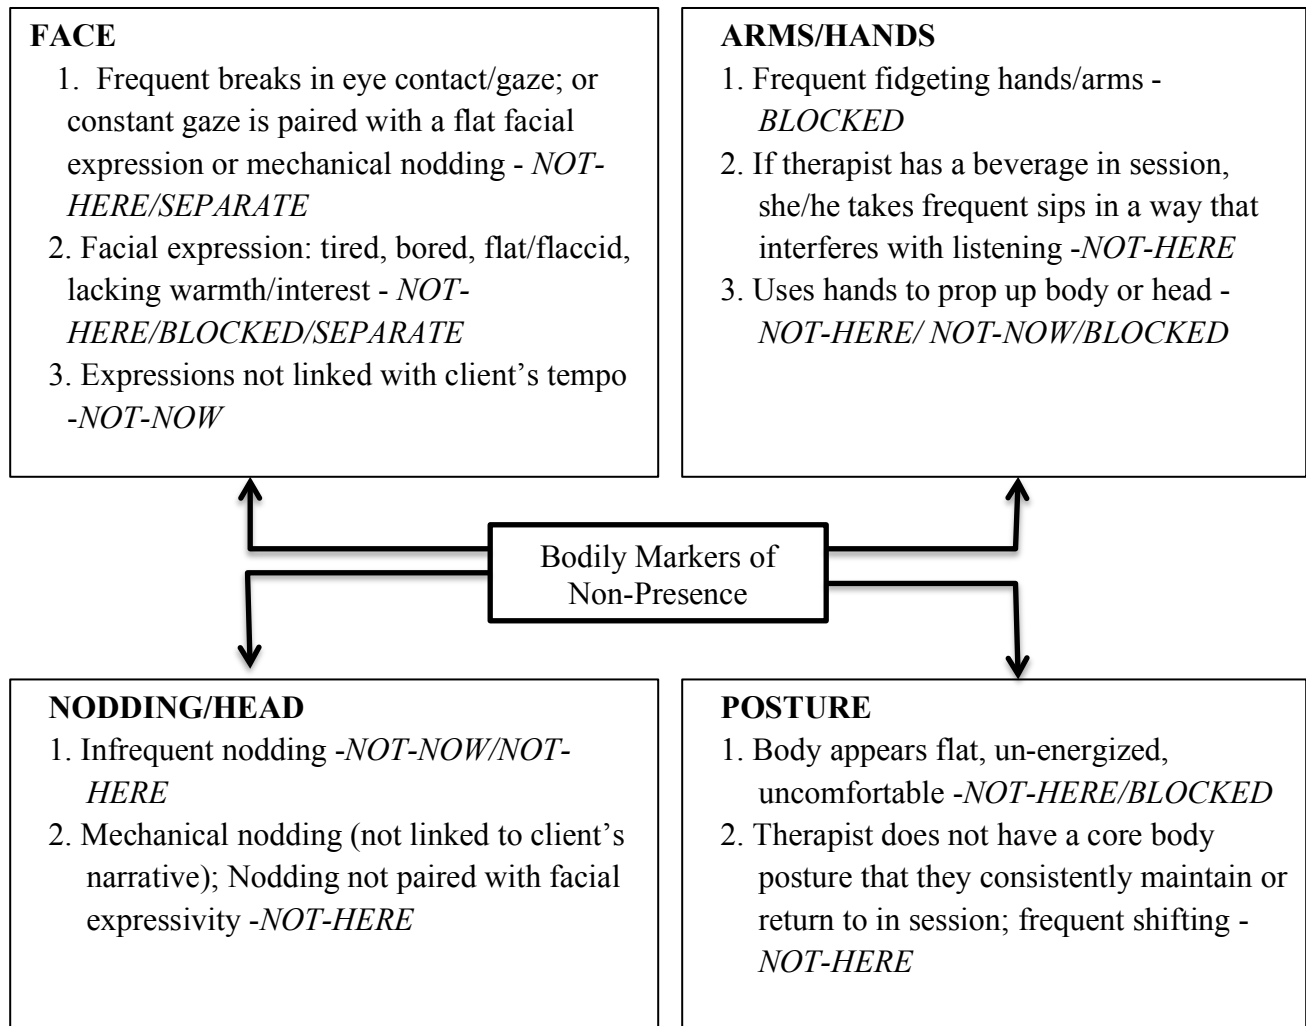 FACE
1. Frequent breaks in eye contact/gaze; or
constant gaze is paired with a flat facial
expression or mechanical nodding - NOT-
HERE/SEPARATE
2. Facial expression: tired, bored, flat/flaccid,
lacking warmth/interest - NOT-
HERE/BLOCKED/SEPARATE
3. Expressions not linked with client’s tempo
-NOT-NOW
ARMS/HANDS
1. Frequent fidgeting hands/arms -
BLOCKED
2. If therapist has a beverage in session,
she/he takes frequent sips in a way that
interferes with listening -NOT-HERE
3. Uses hands to prop up body or head -
NOT-HERE/ NOT-NOW/BLOCKED
Bodily Markers of
Non-Presence
NODDING/HEAD
1. Infrequent nodding -NOT-NOW/NOT-
HERE
2. Mechanical nodding (not linked to client’s
narrative); Nodding not paired with facial
expressivity -NOT-HERE
POSTURE
1. Body appears flat, un-energized,
uncomfortable -NOT-HERE/BLOCKED
2. Therapist does not have a core body
posture that they consistently maintain or
return to in session; frequent shifting -
NOT-HERE